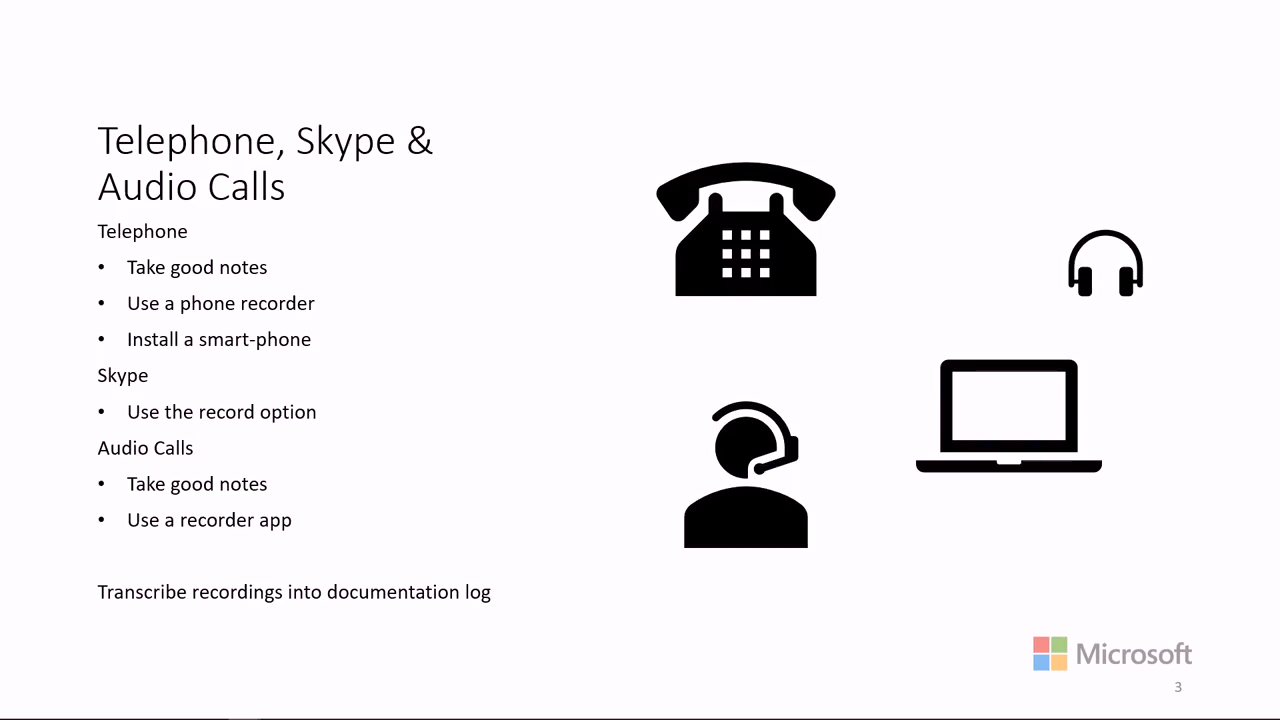 Telephone, Skype &
Audio Calls
Telephone
• Take good notes
• Use a phone recorder
• Install a smart-phone
Skype
• Use the record option
Audio Calls
• Take good notes
• Use a recorder app
Transcribe recordings into documentation log
Microsoft
3